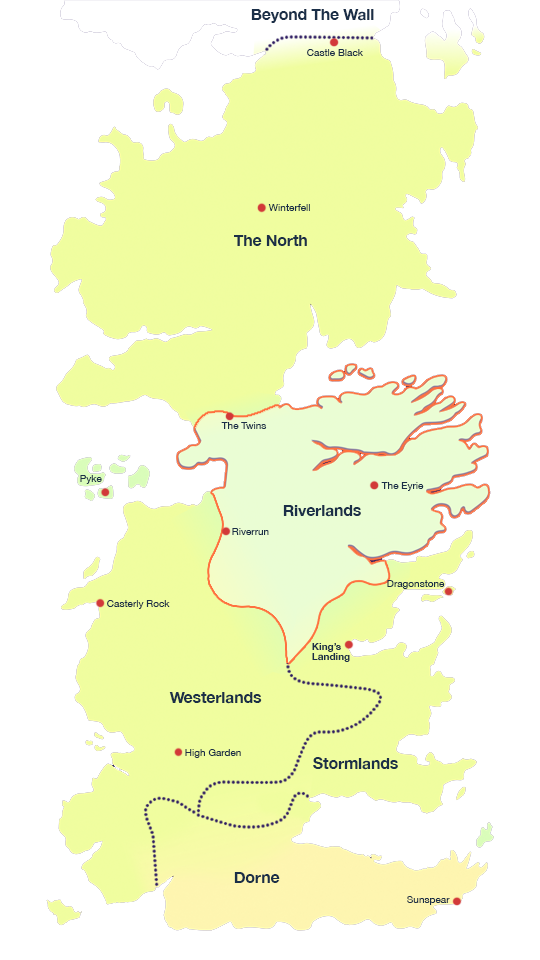 Beyond The Wall
Castle Black
Winterfell
The North
The Twins
Pyke
The Eyrie
Riverlands
Riverrun
Dragonstone
Casterly Rock
King's
Landing
Westerlands
High Garden
Stormlands
Dorne
Sunspear